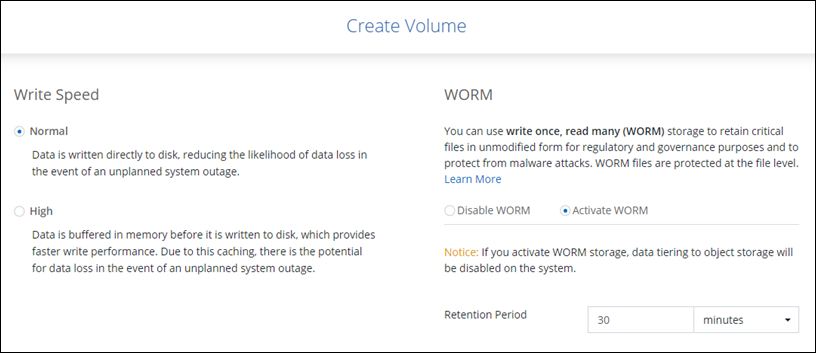 Create Volume
Write Speed
Normal
Data is written directly to disk, reducing the likelihood of data loss in
the event of an unplanned system outage.
High
Data is buffered in memory before it is written to disk, which provides
faster write performance. Due to this caching, there is the potential
for data loss in the event of an unplanned system outage.
WORM
You can use write once, read many (WORM) storage to retain critical
files in unmodified form for regulatory and governance purposes and to
protect from malware attacks. WORM files are protected at the file level.
Learn More
Disable WORM Activate WORM
Notice: If you activate WORM storage, data tiering to object storage will
be disabled on the system.
Retention Period 30 minutes